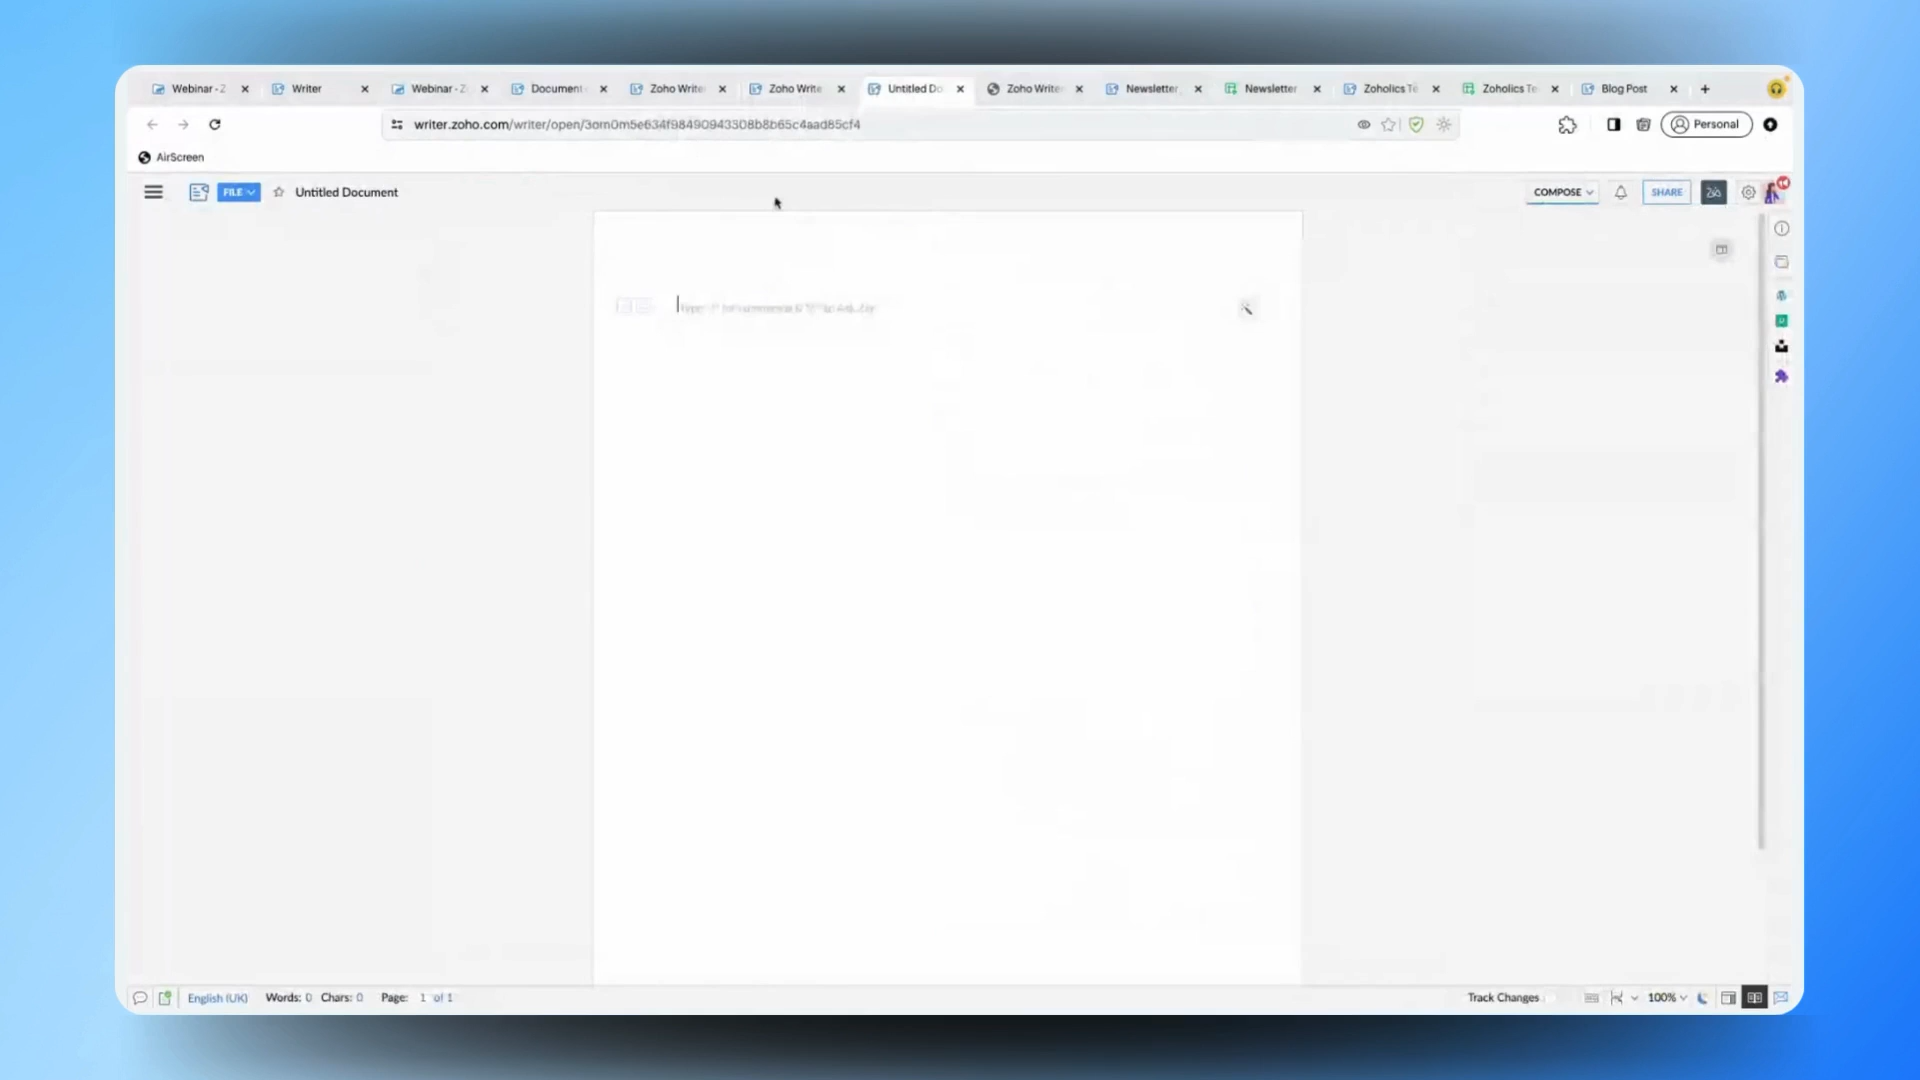 Webinar - Z
Writer
Webinar - Z
Document
Zoho Write
Zoho Write
Untitled Do
Zoho Write
Newsletter
Newsletter
Zoholics Te
Zoholics Te
Blog Post
writer.zoho.com/writer/open/3orn0m5e634f98490943308b8b65c4aad85cf4
Personal
AirScreen
FILE
Untitled Document
COMPOSE
SHARE
English (UK)
Words: 0
Chars: 0
Page: 1 of 1
Track Changes
100%